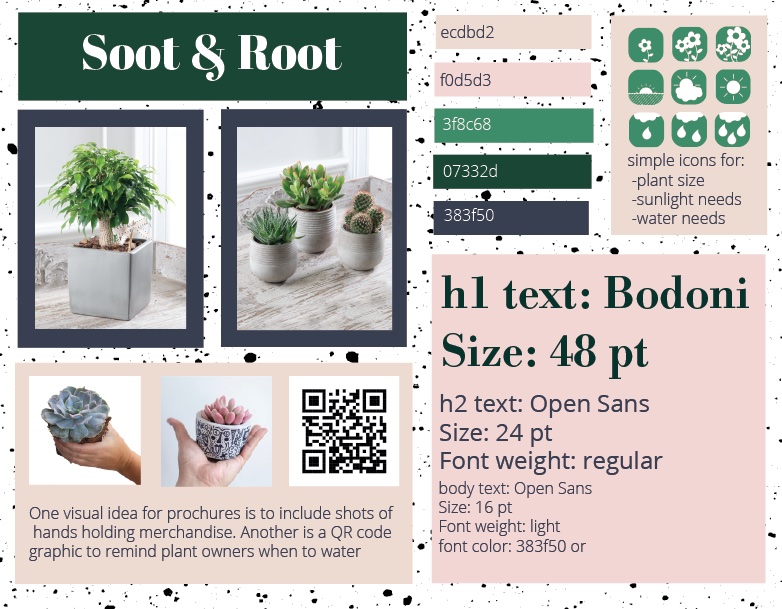 Soot & Root
ecdbd2
f0d5d3
3f8c68
07332d
383f50
simple icons for:
-plant size
-sunlight needs
-water needs
h1 text: Bodoni
Size: 48 pt
h2 text: Open Sans
Size: 24 pt
Font weight: regular
body text: Open Sans
Size: 16 pt
Font weight: light
font color: 383f50 or
One visual idea for prochures is to include shots of
hands holding merchandise. Another is a QR code
graphic to remind plant owners when to water